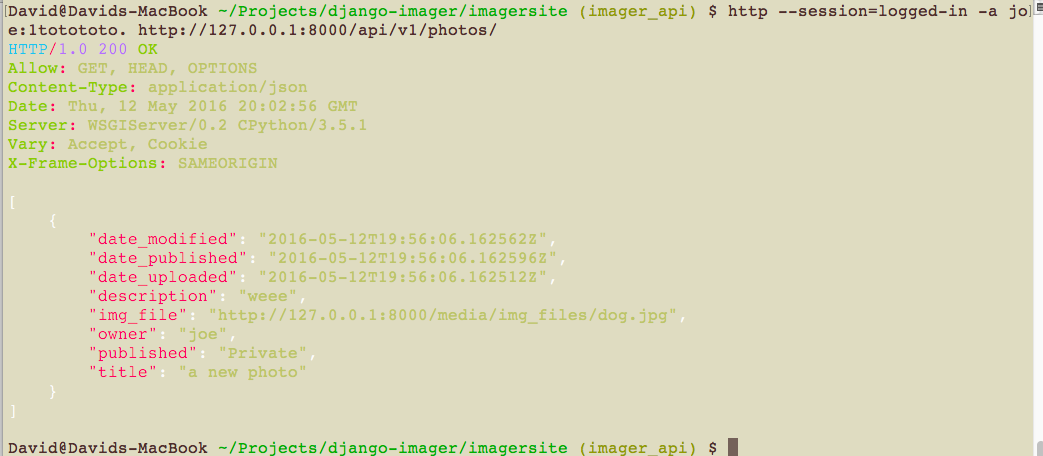 David@Davids-MacBook ~/Projects/django-imager/imagersite (imager_api) $ http --session=logged-in -a jo
e:1totototo. http://127.0.0.1:8000/api/v1/photos/
HTTP/1.0 200 OK
Allow: GET, HEAD, OPTIONS
Content-Type: application/json
Date: Thu, 12 May 2016 20:02:56 GMT
Server: WSGIServer/0.2 CPython/3.5.1
Vary: Accept, Cookie
X-Frame-Options: SAMEORIGIN
[
    {
        "date_modified": "2016-05-12T19:56:06.162562Z",
        "date_published": "2016-05-12T19:56:06.162596Z",
        "date_uploaded": "2016-05-12T19:56:06.162512Z",
        "description": "weee",
        "img_file": "http://127.0.0.1:8000/media/img_files/dog.jpg",
        "owner": "joe",
        "published": "Private",
        "title": "a new photo"
    }
]
David@Davids-MacBook ~/Projects/django-imager/imagersite (imager_api) $